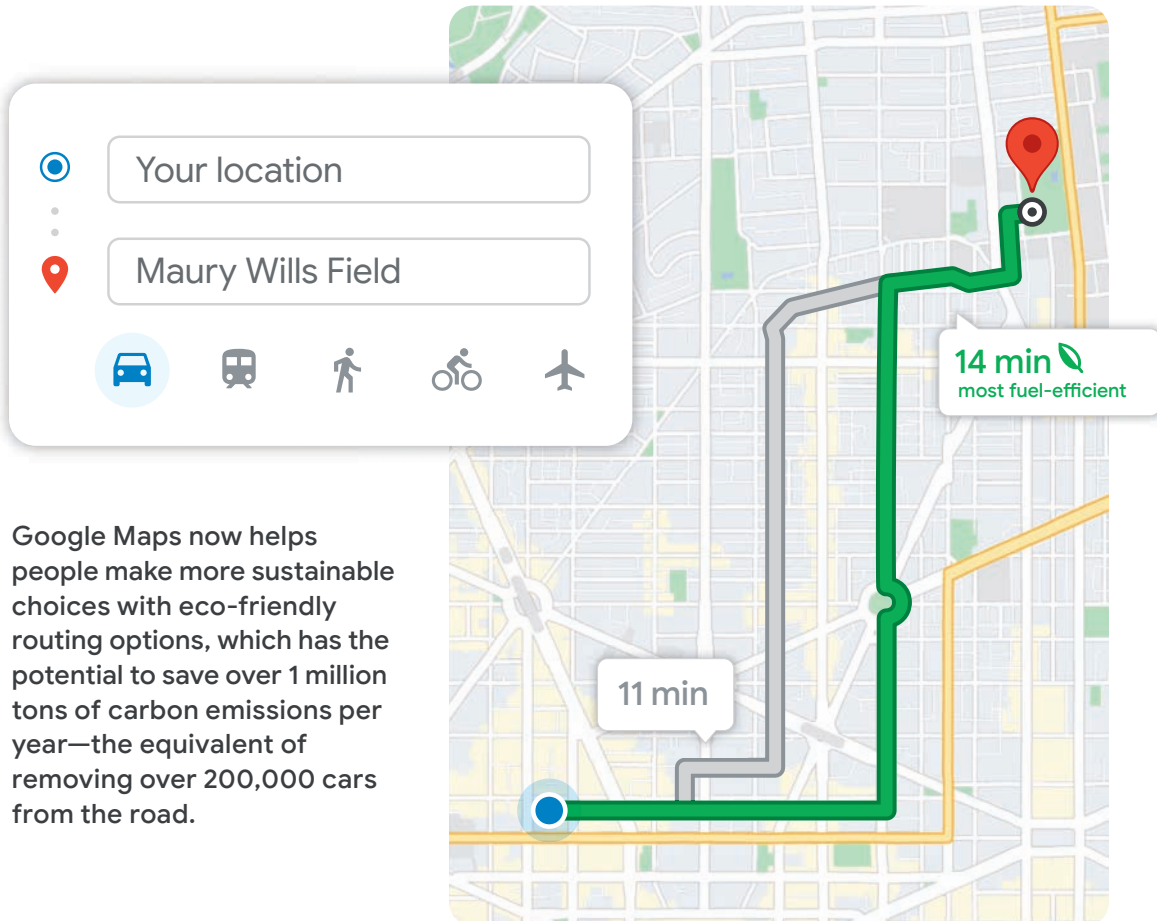 Your location
Maury Wills Field
14 min
most fuel-efficient
Google Maps now helps
people make more sustainable
choices with eco-friendly
routing options, which has the
potential to save over 1 million
tons of carbon emissions per
year—the equivalent of
removing over 200,000 cars
from the road.
11 min